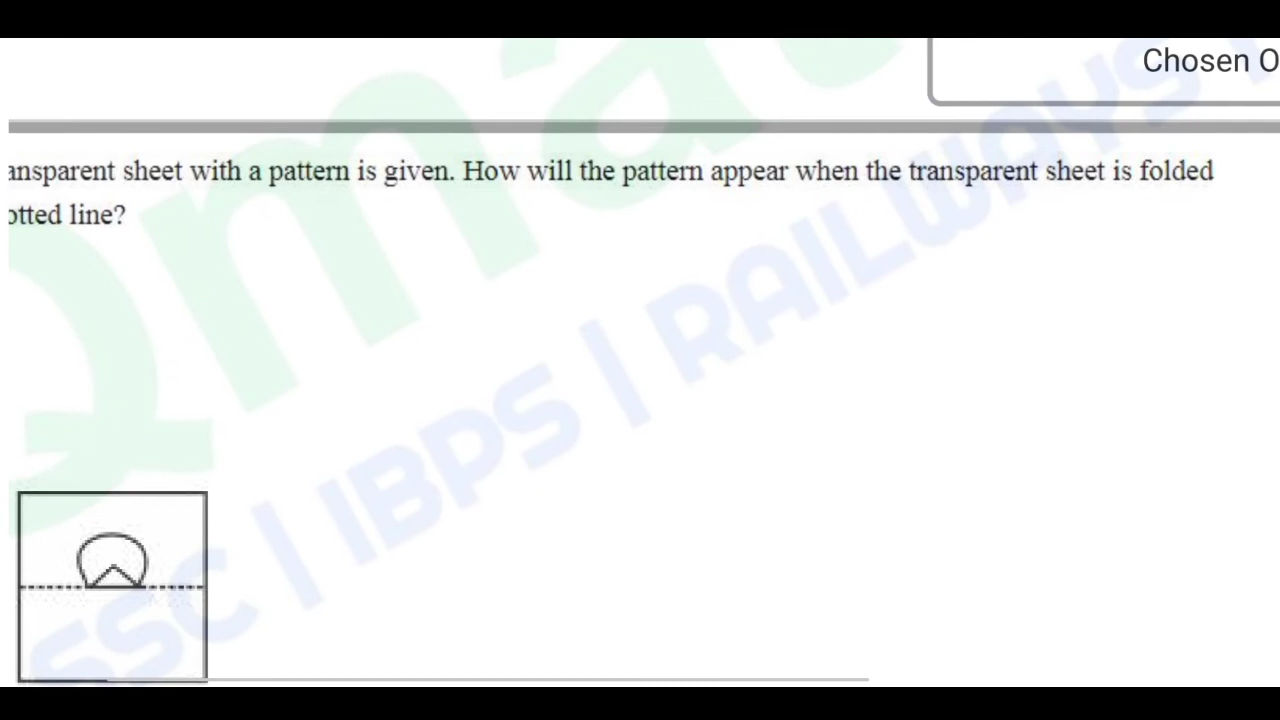 Chosen O
ansparent sheet with a pattern is given. How will the pattern appear when the transparent sheet is folded
otted line?
Qmat
SSC | IBPS | RAILWAYS |